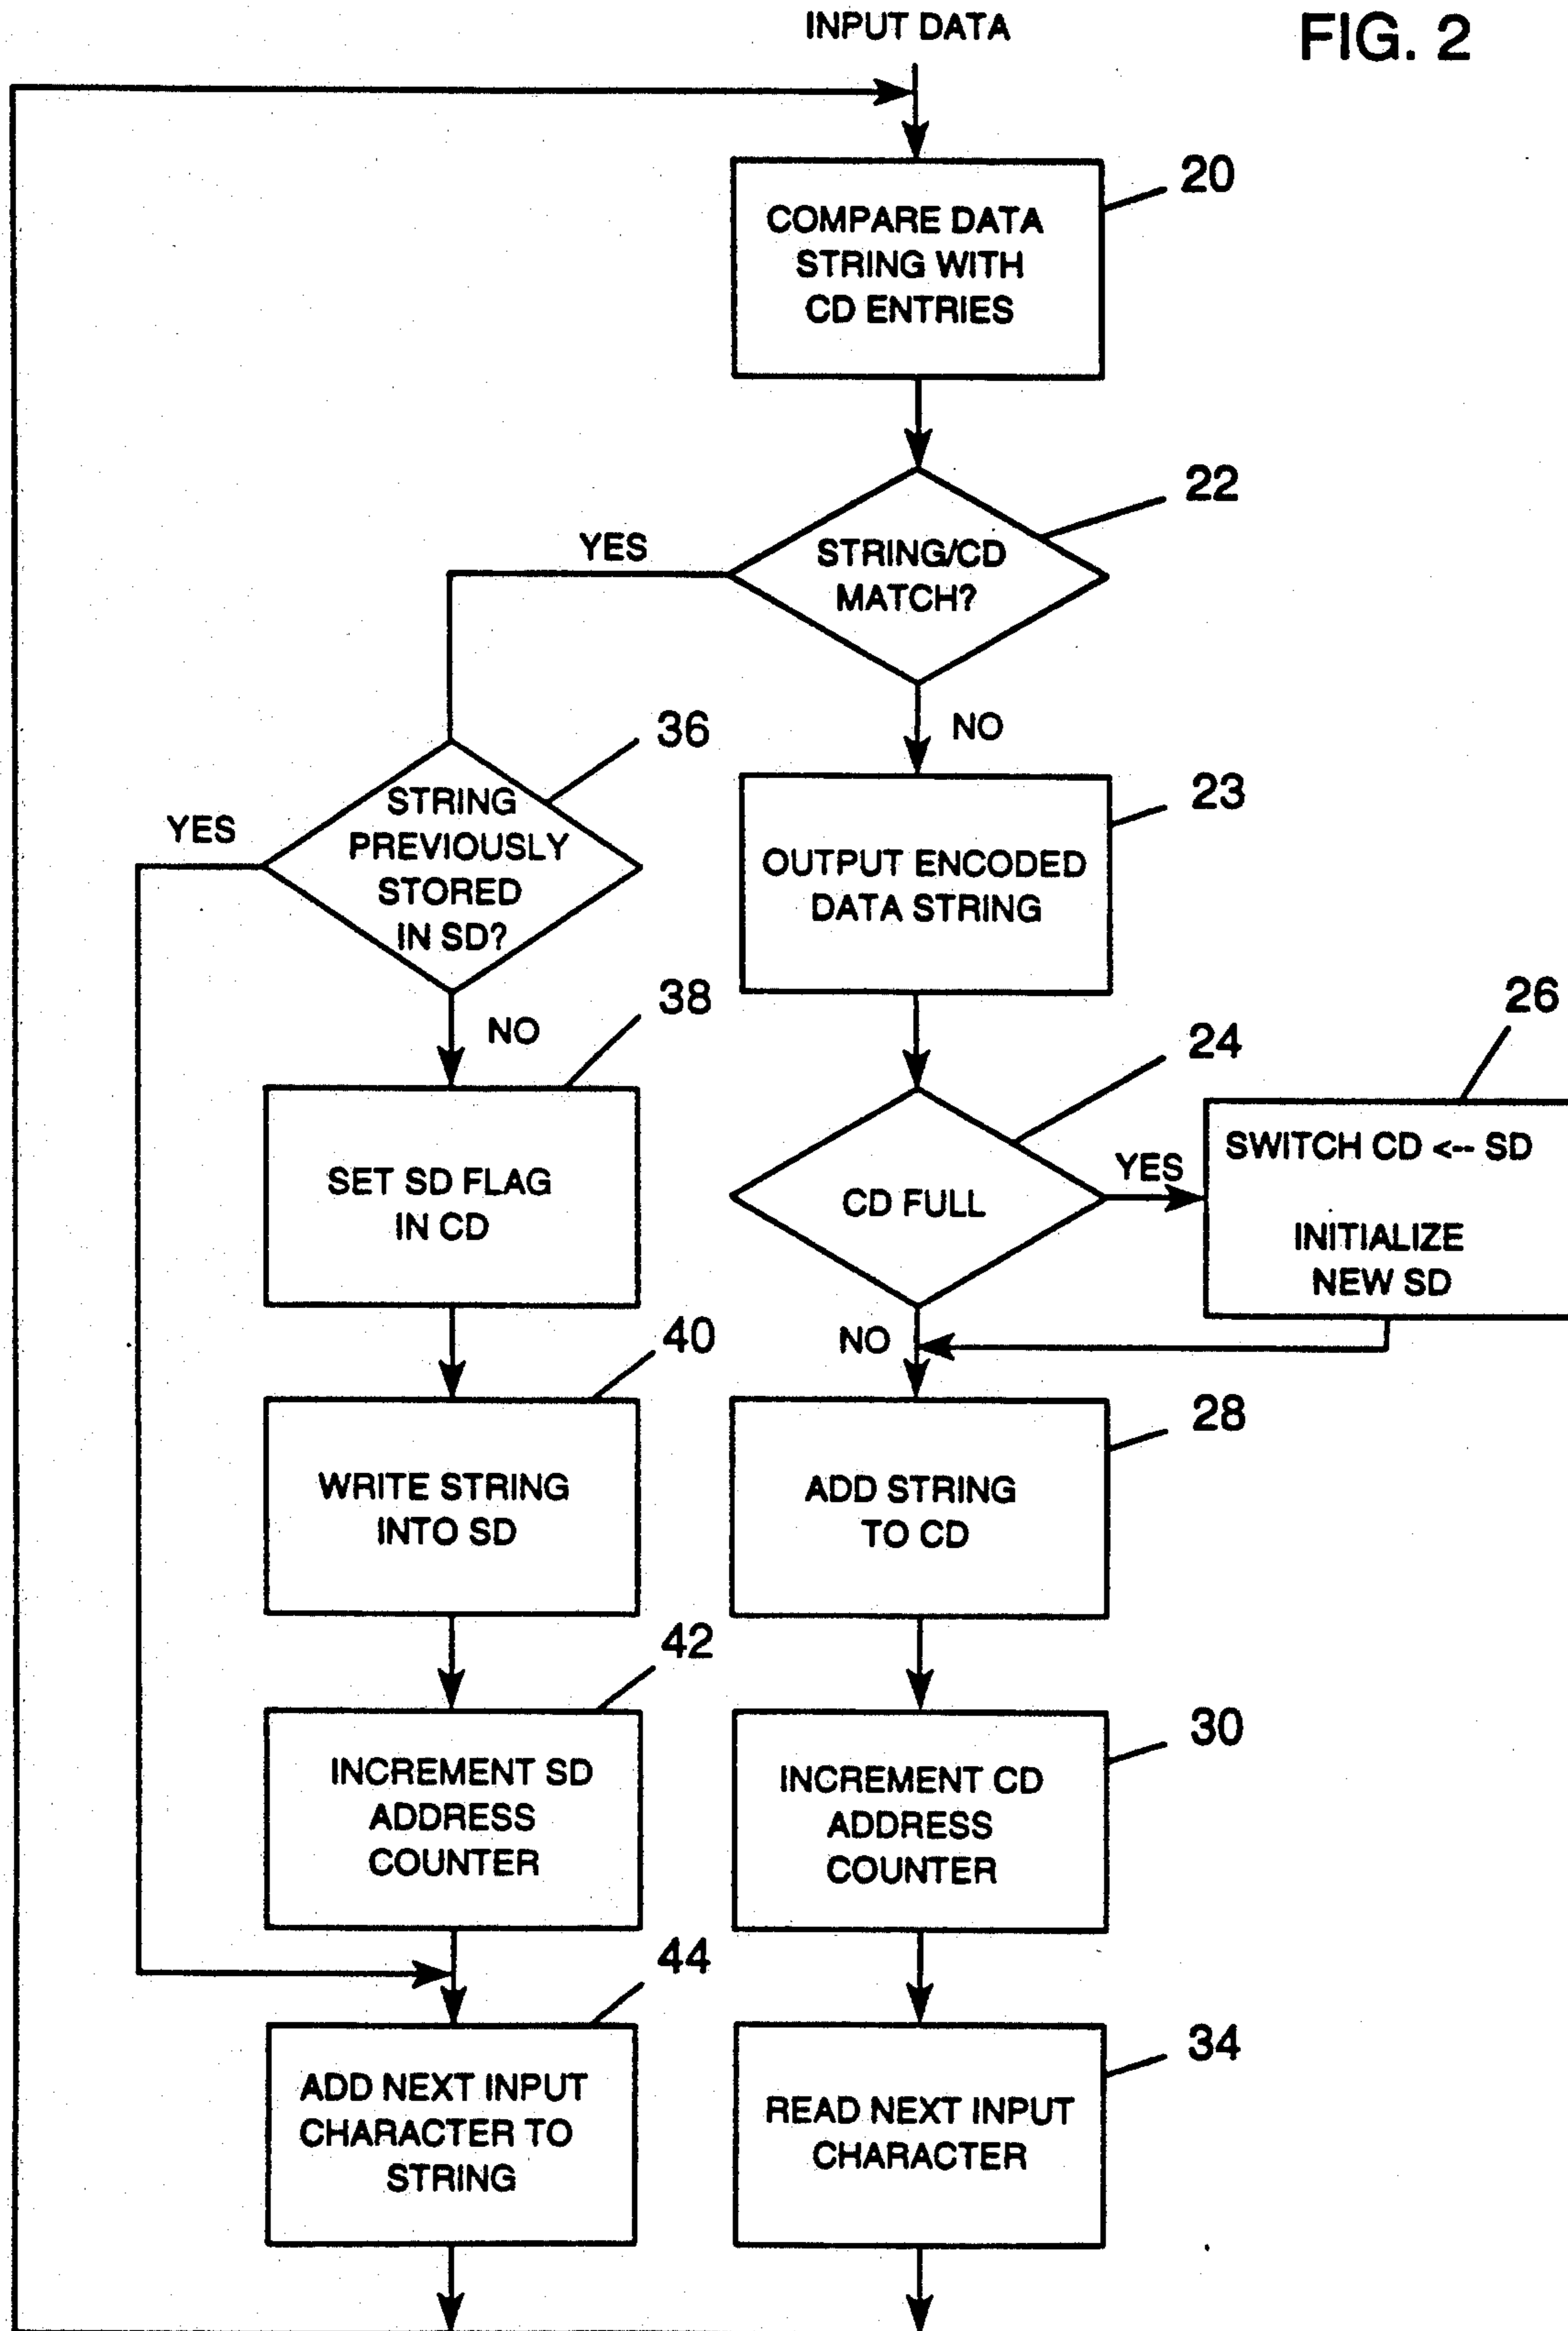 INPUT DATA
FIG. 2
20
COMPARE DATA
STRING WITH
CD ENTRIES
22
STRING/CD
MATCH?
YES
NO
36
STRING
PREVIOUSLY
STORED
IN SD?
YES
NO
23
OUTPUT ENCODED
DATA STRING
38
SET SD FLAG
IN CD
24
CD FULL
YES
NO
26
SWITCH CD <-- SD
INITIALIZE
NEW SD
40
WRITE STRING
INTO SD
28
ADD STRING
TO CD
42
INCREMENT SD
ADDRESS
COUNTER
30
INCREMENT CD
ADDRESS
COUNTER
44
ADD NEXT INPUT
CHARACTER TO
STRING
34
READ NEXT INPUT
CHARACTER